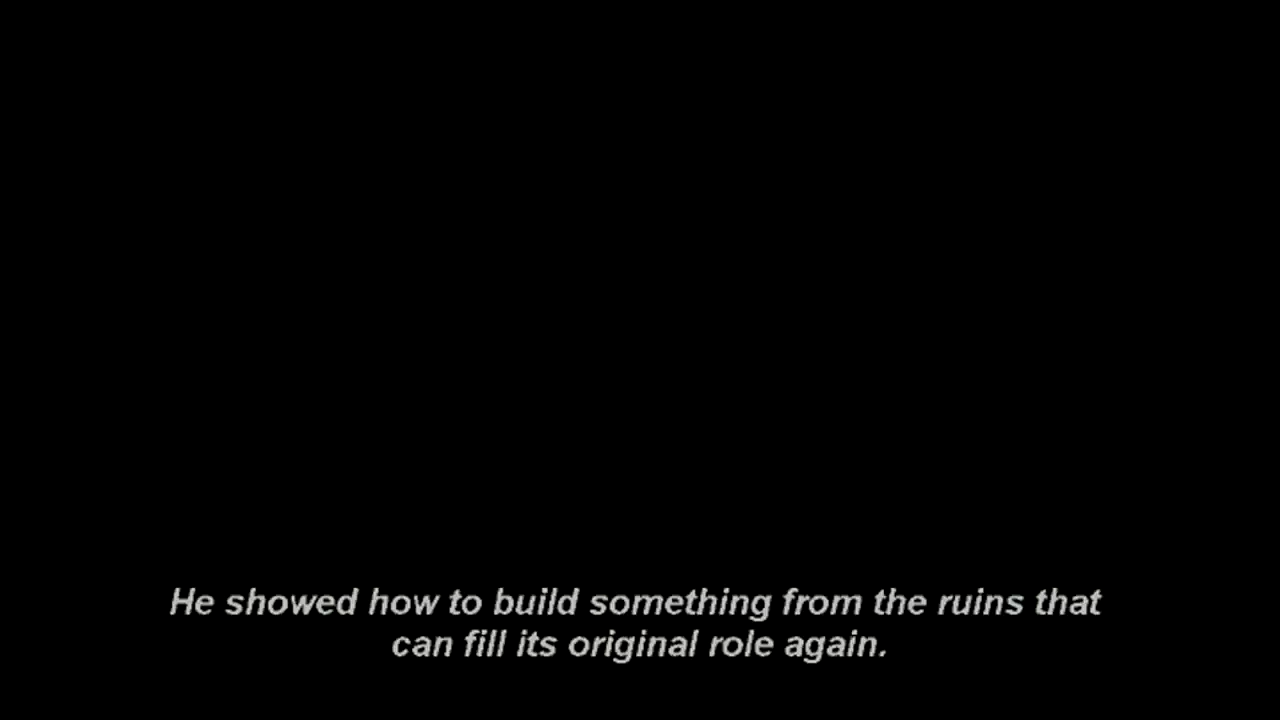 He showed how to build something from the ruins that
can fill its original role again.